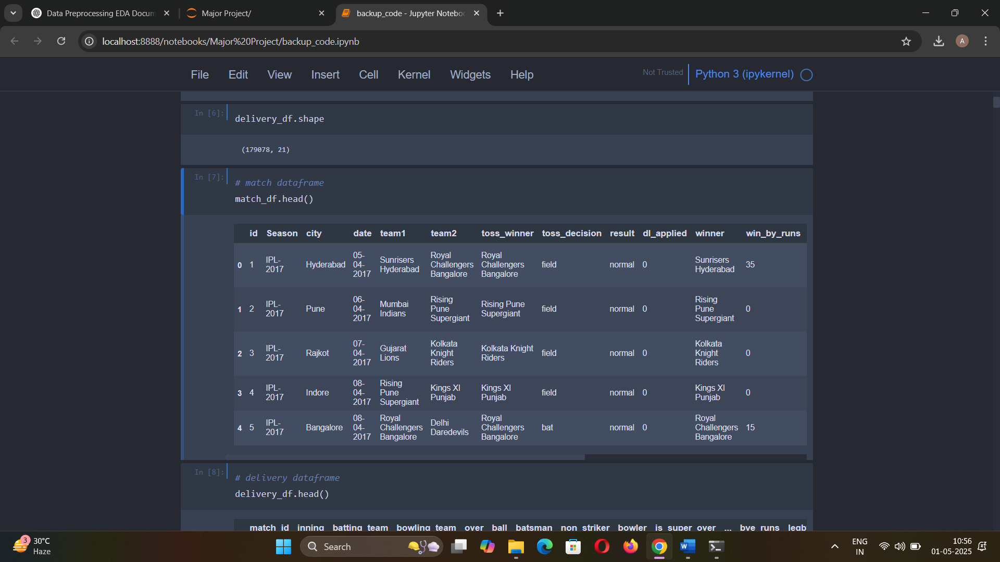 Data Preprocessing EDA Docum
Major Project/
backup_code - Jupyter Notebo
localhost:8888/notebooks/Major%20Project/backup_code.ipynb
A
File Edit View Insert Cell Kernel Widgets Help
Not Trusted
Python 3 (ipykernel)
In [6]:
delivery_df.shape
(179078, 21)
In [7]:
# match dataframe
match_df.head()
id Season city date team1 team2 toss_winner toss_decision result dl_applied winner win_by_runs
0 1 IPL-2017 Hyderabad 05-04-2017 Sunrisers Hyderabad Royal Challengers Bangalore Royal Challengers Bangalore field normal 0 Sunrisers Hyderabad 35
1 2 IPL-2017 Pune 06-04-2017 Mumbai Indians Rising Pune Supergiant Rising Pune Supergiant field normal 0 Rising Pune Supergiant 0
2 3 IPL-2017 Rajkot 07-04-2017 Gujarat Lions Kolkata Knight Riders Kolkata Knight Riders field normal 0 Kolkata Knight Riders 0
3 4 IPL-2017 Indore 08-04-2017 Rising Pune Supergiant Kings XI Punjab Kings XI Punjab field normal 0 Kings XI Punjab 0
4 5 IPL-2017 Bangalore 08-04-2017 Royal Challengers Bangalore Delhi Daredevils Royal Challengers Bangalore bat normal 0 Royal Challengers Bangalore 15
In [8]:
# delivery dataframe
delivery_df.head()
match_id inning batting_team bowling_team over ball batsman non_striker bowler is_super_over ... bye_runs legb
3
30°C
Haze
Search
W
ENG
IN
10:56
01-05-2025